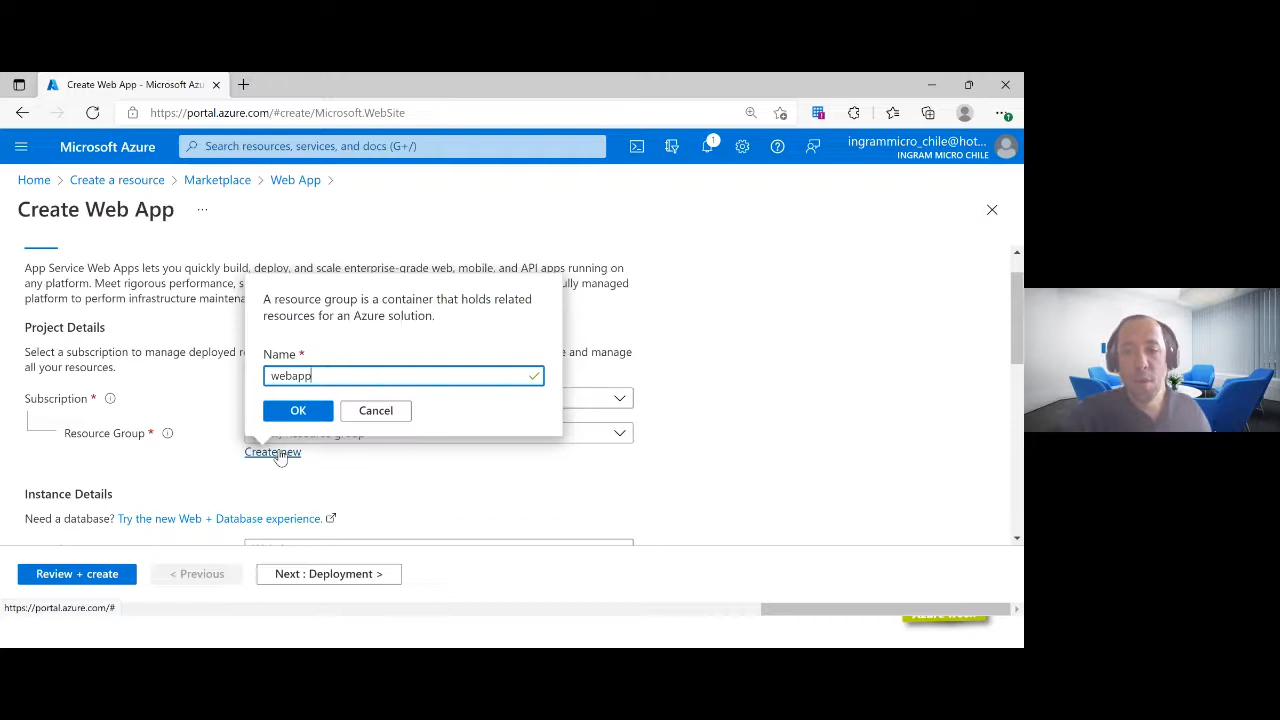 Create Web App - Microsoft Azu
https://portal.azure.com/#create/Microsoft.WebSite
Microsoft Azure
Search resources, services, and docs (G+/)
1
ingrammicro_chile@hot...
INGRAM MICRO CHILE
Home > Create a resource > Marketplace > Web App >
Create Web App ...
App Service Web Apps lets you quickly build, deploy, and scale enterprise-grade web, mobile, and API apps running on
any platform. Meet rigorous performance, s
ully managed
platform to perform infrastructure mainten
Project Details
Select a subscription to manage deployed re
e and manage
all your resources.
A resource group is a container that holds related
resources for an Azure solution.
Name *
webapp
OK
Cancel
Subscription *
Resource Group *
Create new
Instance Details
Need a database? Try the new Web + Database experience.
Review + create
< Previous
Next : Deployment >
https://portal.azure.com/#